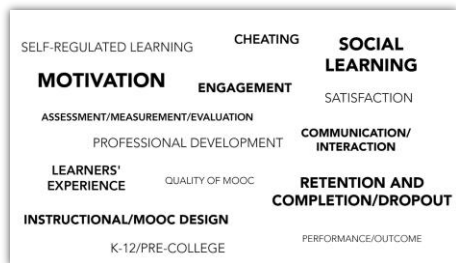 CHEATING
SELF-REGULATED LEARNING
SOCIAL
LEARNING
MOTIVATION
ENGAGEMENT
SATISFACTION
ASSESSMENT/MEASUREMENT/EVALUATION
PROFESSIONAL DEVELOPMENT
COMMUNICATION/
INTERACTION
LEARNERS'
EXPERIENCE
QUALITY OF MOOC
RETENTION AND
COMPLETION/DROPOUT
INSTRUCTIONAL/MOOC DESIGN
K-12/PRE-COLLEGE
PERFORMANCE/OUTCOME